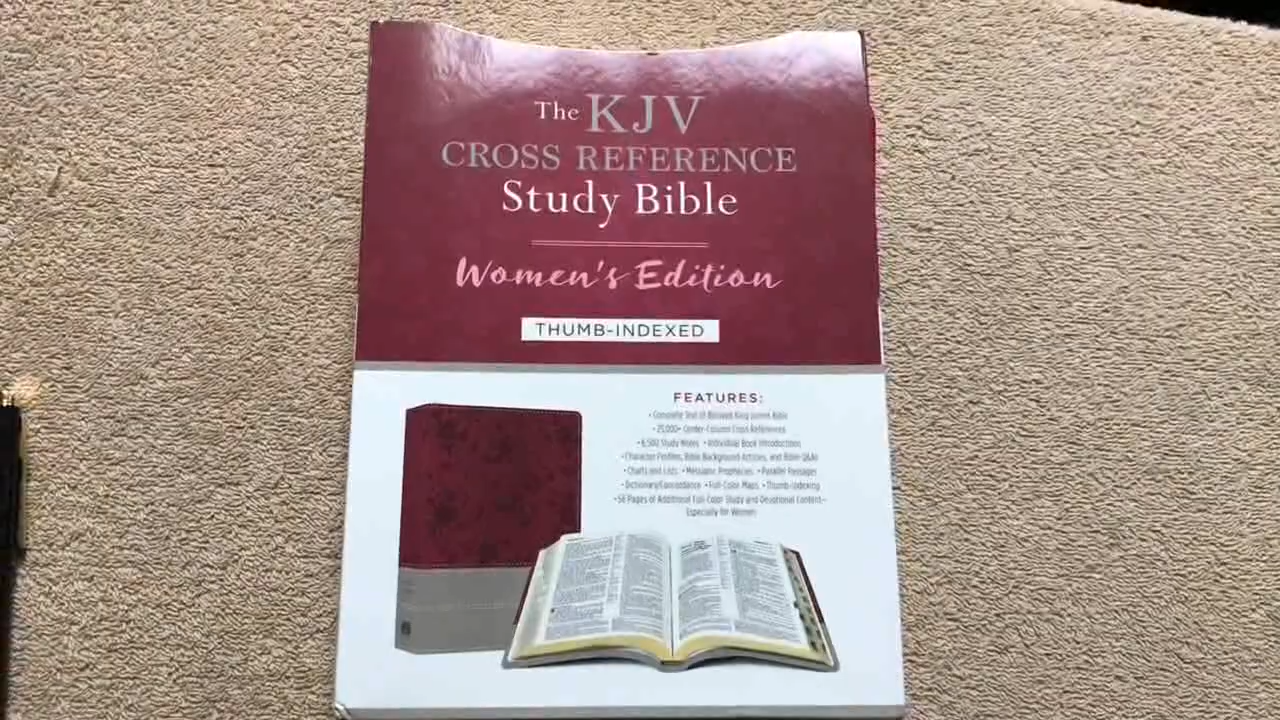 The KJV
CROSS REFERENCE
Study Bible
Women's Edition
THUMB-INDEXED
FEATURES:
• Complete Text of Beloved King James Bible
• 25,000+ Center-Column Cross References
• 6,500 Study Notes • Individual Book Introductions
• Character Profiles, Bible Background Articles, and Bible Q&As
• Charts and Lists • Messianic Prophecies • Parallel Passages
• Dictionary/Concordance • Full-Color Maps • Thumb-Indexing
• 56 Pages of Additional Full-Color Study and Devotional Content—
Especially for Women